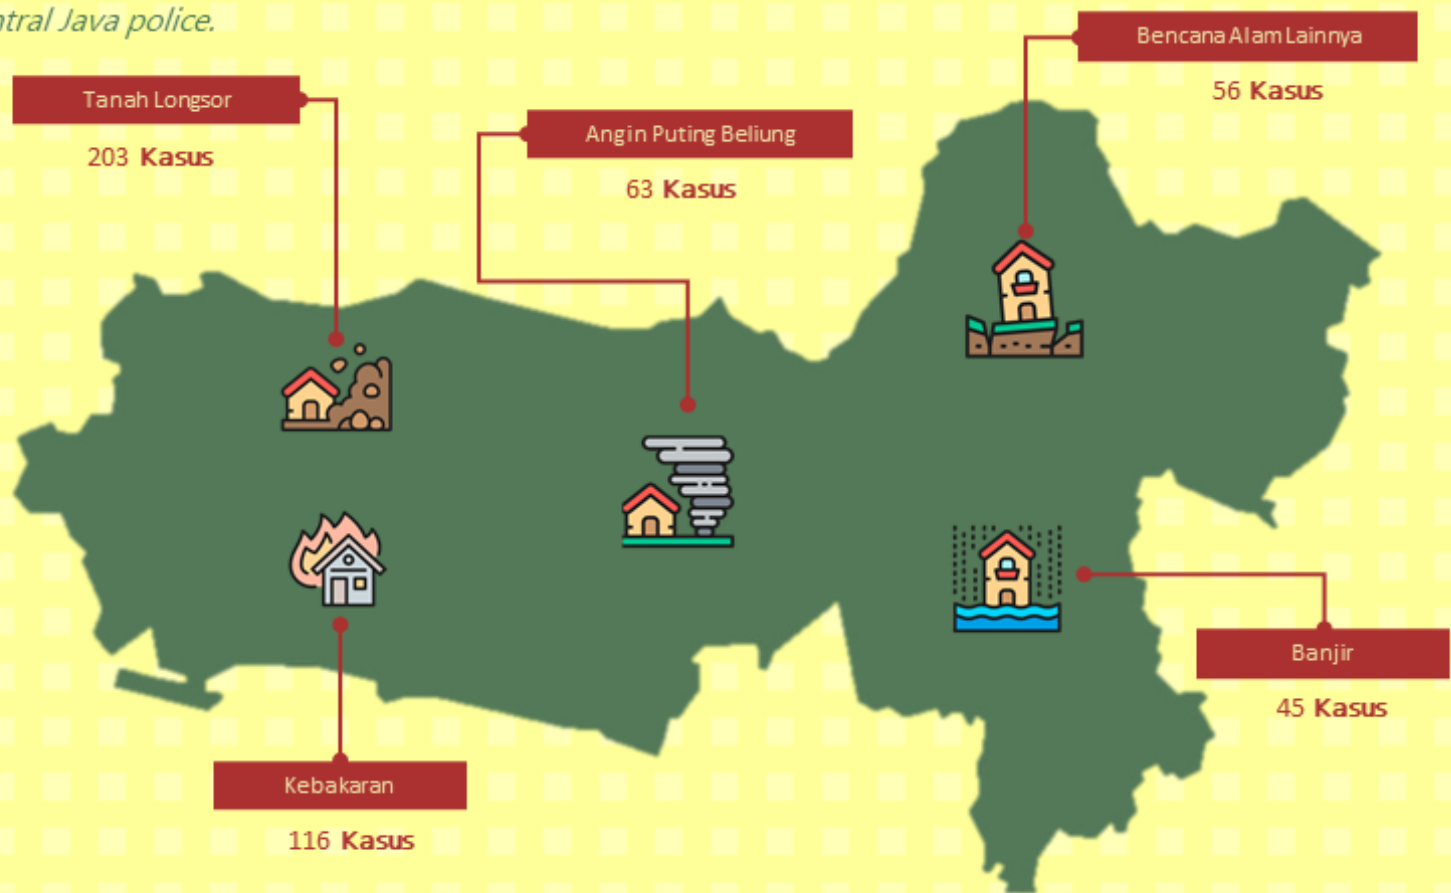 ntral Java police.
Bencana Alam Lainnya
56 Kasus
Tanah Longsor
203 Kasus
Angin Puting Beliung
63 Kasus
Banjir
45 Kasus
Kebakaran
116 Kasus